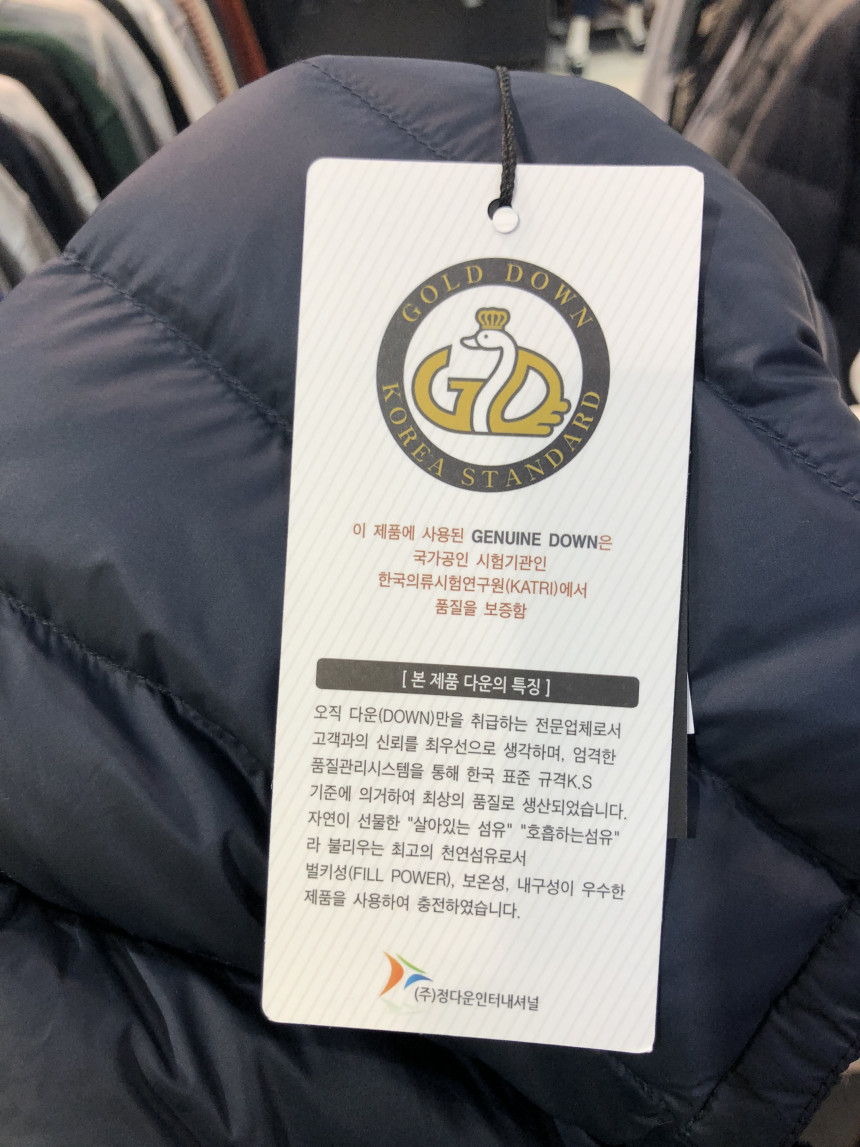 GOLD DOWN
GD
KOREA STANDARD
이 제품에 사용된 GENUINE DOWN은
국가공인 시험기관인
한국의류시험연구원(KATRI)에서
품질을 보증함
[ 본 제품 다운의 특징 ]
오직 다운(DOWN)만을 취급하는 전문업체로서
고객과의 신뢰를 최우선으로 생각하며, 엄격한
품질관리시스템을 통해 한국 표준 규격K.S
기준에 의거하여 최상의 품질로 생산되었습니다.
자연이 선물한 "살아있는 섬유" "호흡하는섬유"
라 불리우는 최고의 천연섬유로서
벌키성(FILL POWER), 보온성, 내구성이 우수한
제품을 사용하여 충전하였습니다.
(주)정다운인터내셔널